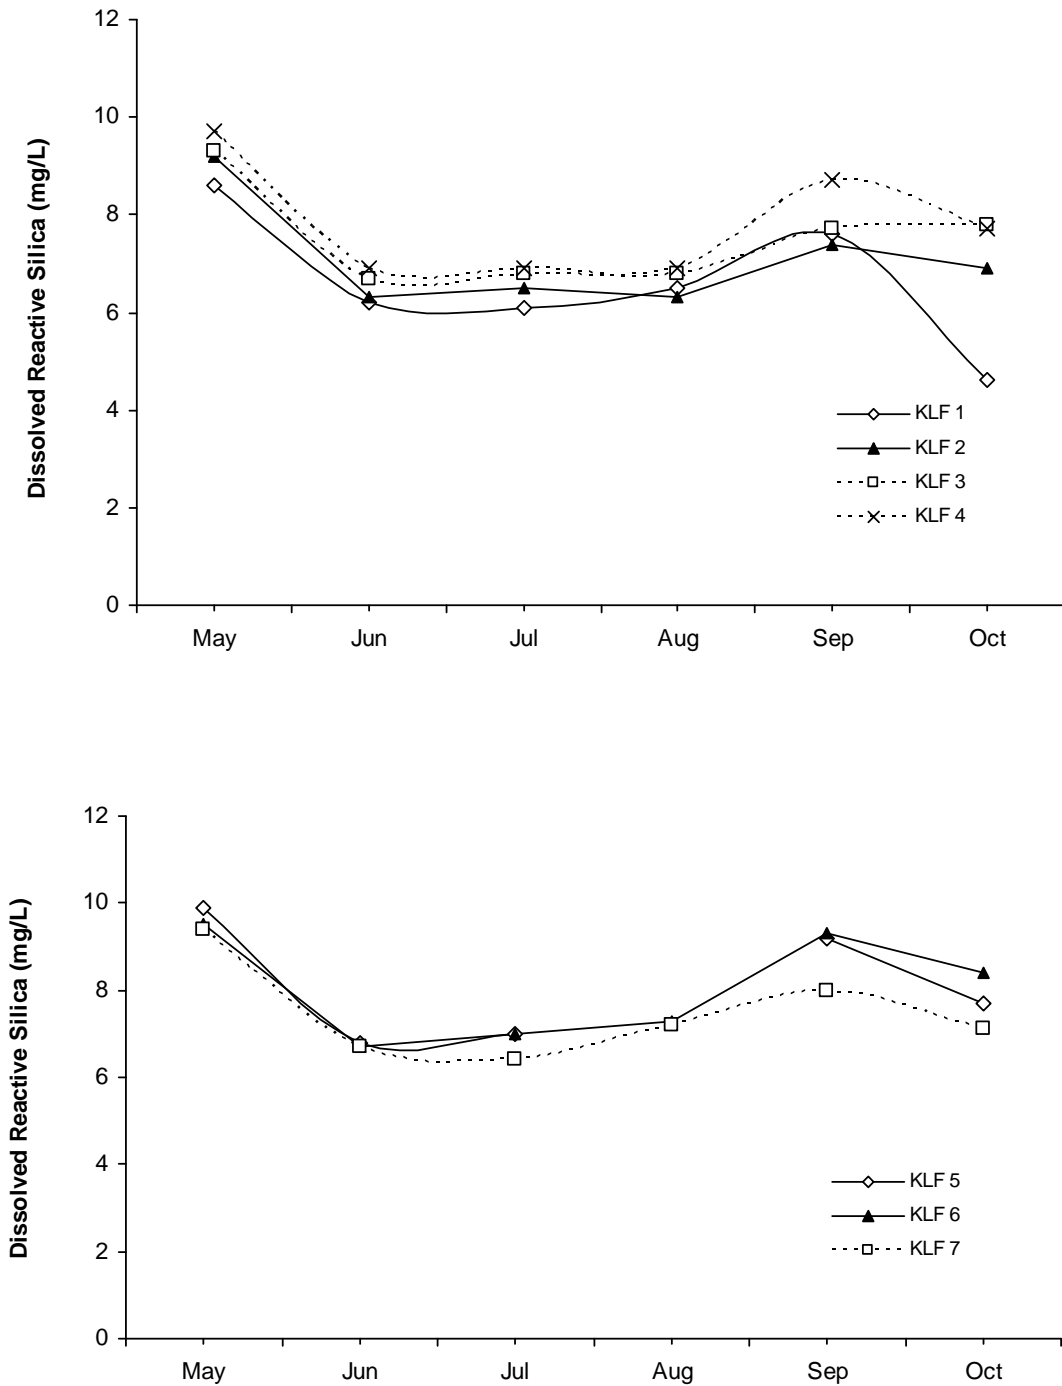 Dissolved Reactive Silica (mg/L)
12
10
8
6
4
2
0
May Jun Jul Aug Sep Oct
KLF 1
KLF 2
KLF 3
KLF 4
Dissolved Reactive Silica (mg/L)
12
10
8
6
4
2
0
May Jun Jul Aug Sep Oct
KLF 5
KLF 6
KLF 7